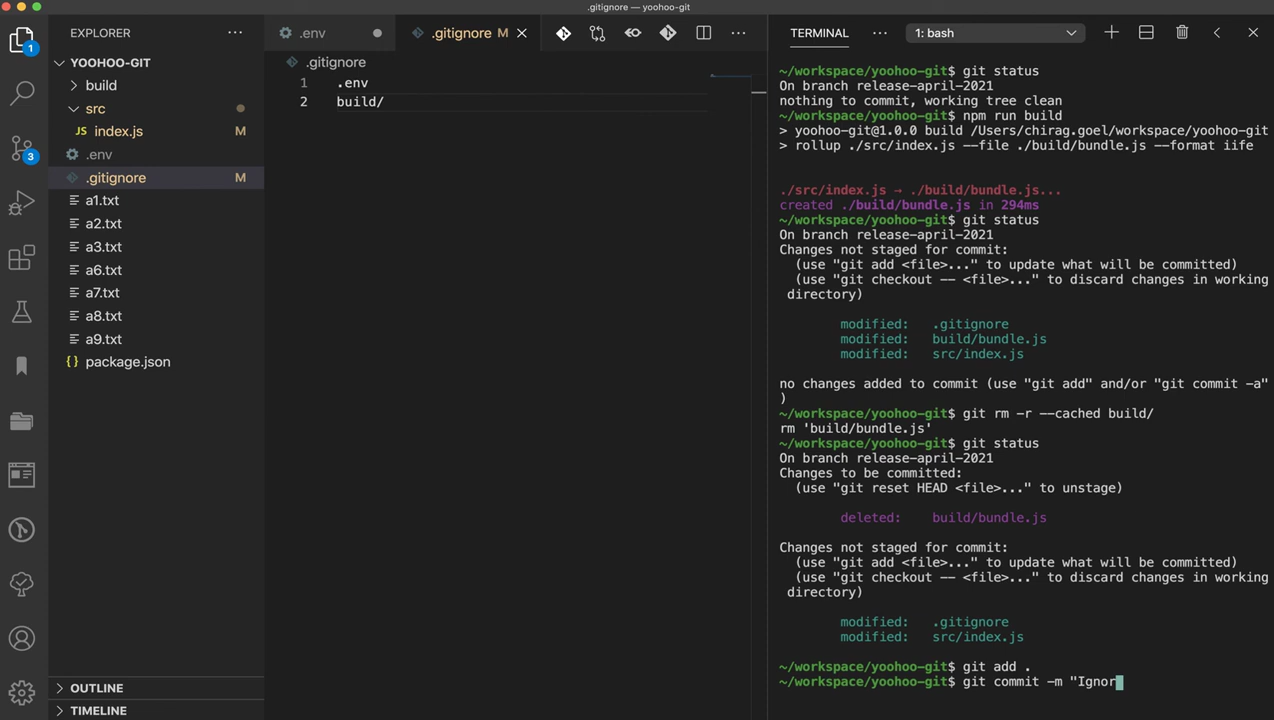 .gitignore — yoohoo-git
EXPLORER
YOOHOO-GIT
build
src
JS index.js M
.env
.gitignore M
a1.txt
a2.txt
a3.txt
a6.txt
a7.txt
a8.txt
a9.txt
{} package.json
OUTLINE
TIMELINE
1
3
.env
.gitignore M
.gitignore
1 .env
2 build/
TERMINAL
1: bash
~/workspace/yoohoo-git$ git status
On branch release-april-2021
nothing to commit, working tree clean
~/workspace/yoohoo-git$ npm run build
> yoohoo-git@1.0.0 build /Users/chirag.goel/workspace/yoohoo-git
> rollup ./src/index.js --file ./build/bundle.js --format iife
./src/index.js → ./build/bundle.js...
created ./build/bundle.js in 294ms
~/workspace/yoohoo-git$ git status
On branch release-april-2021
Changes not staged for commit:
(use "git add <file>..." to update what will be committed)
(use "git checkout -- <file>..." to discard changes in working
directory)
modified: .gitignore
modified: build/bundle.js
modified: src/index.js
no changes added to commit (use "git add" and/or "git commit -a"
)
~/workspace/yoohoo-git$ git rm -r --cached build/
rm 'build/bundle.js'
~/workspace/yoohoo-git$ git status
On branch release-april-2021
Changes to be committed:
(use "git reset HEAD <file>..." to unstage)
deleted: build/bundle.js
Changes not staged for commit:
(use "git add <file>..." to update what will be committed)
(use "git checkout -- <file>..." to discard changes in working
directory)
modified: .gitignore
modified: src/index.js
~/workspace/yoohoo-git$ git add .
~/workspace/yoohoo-git$ git commit -m "Ignor